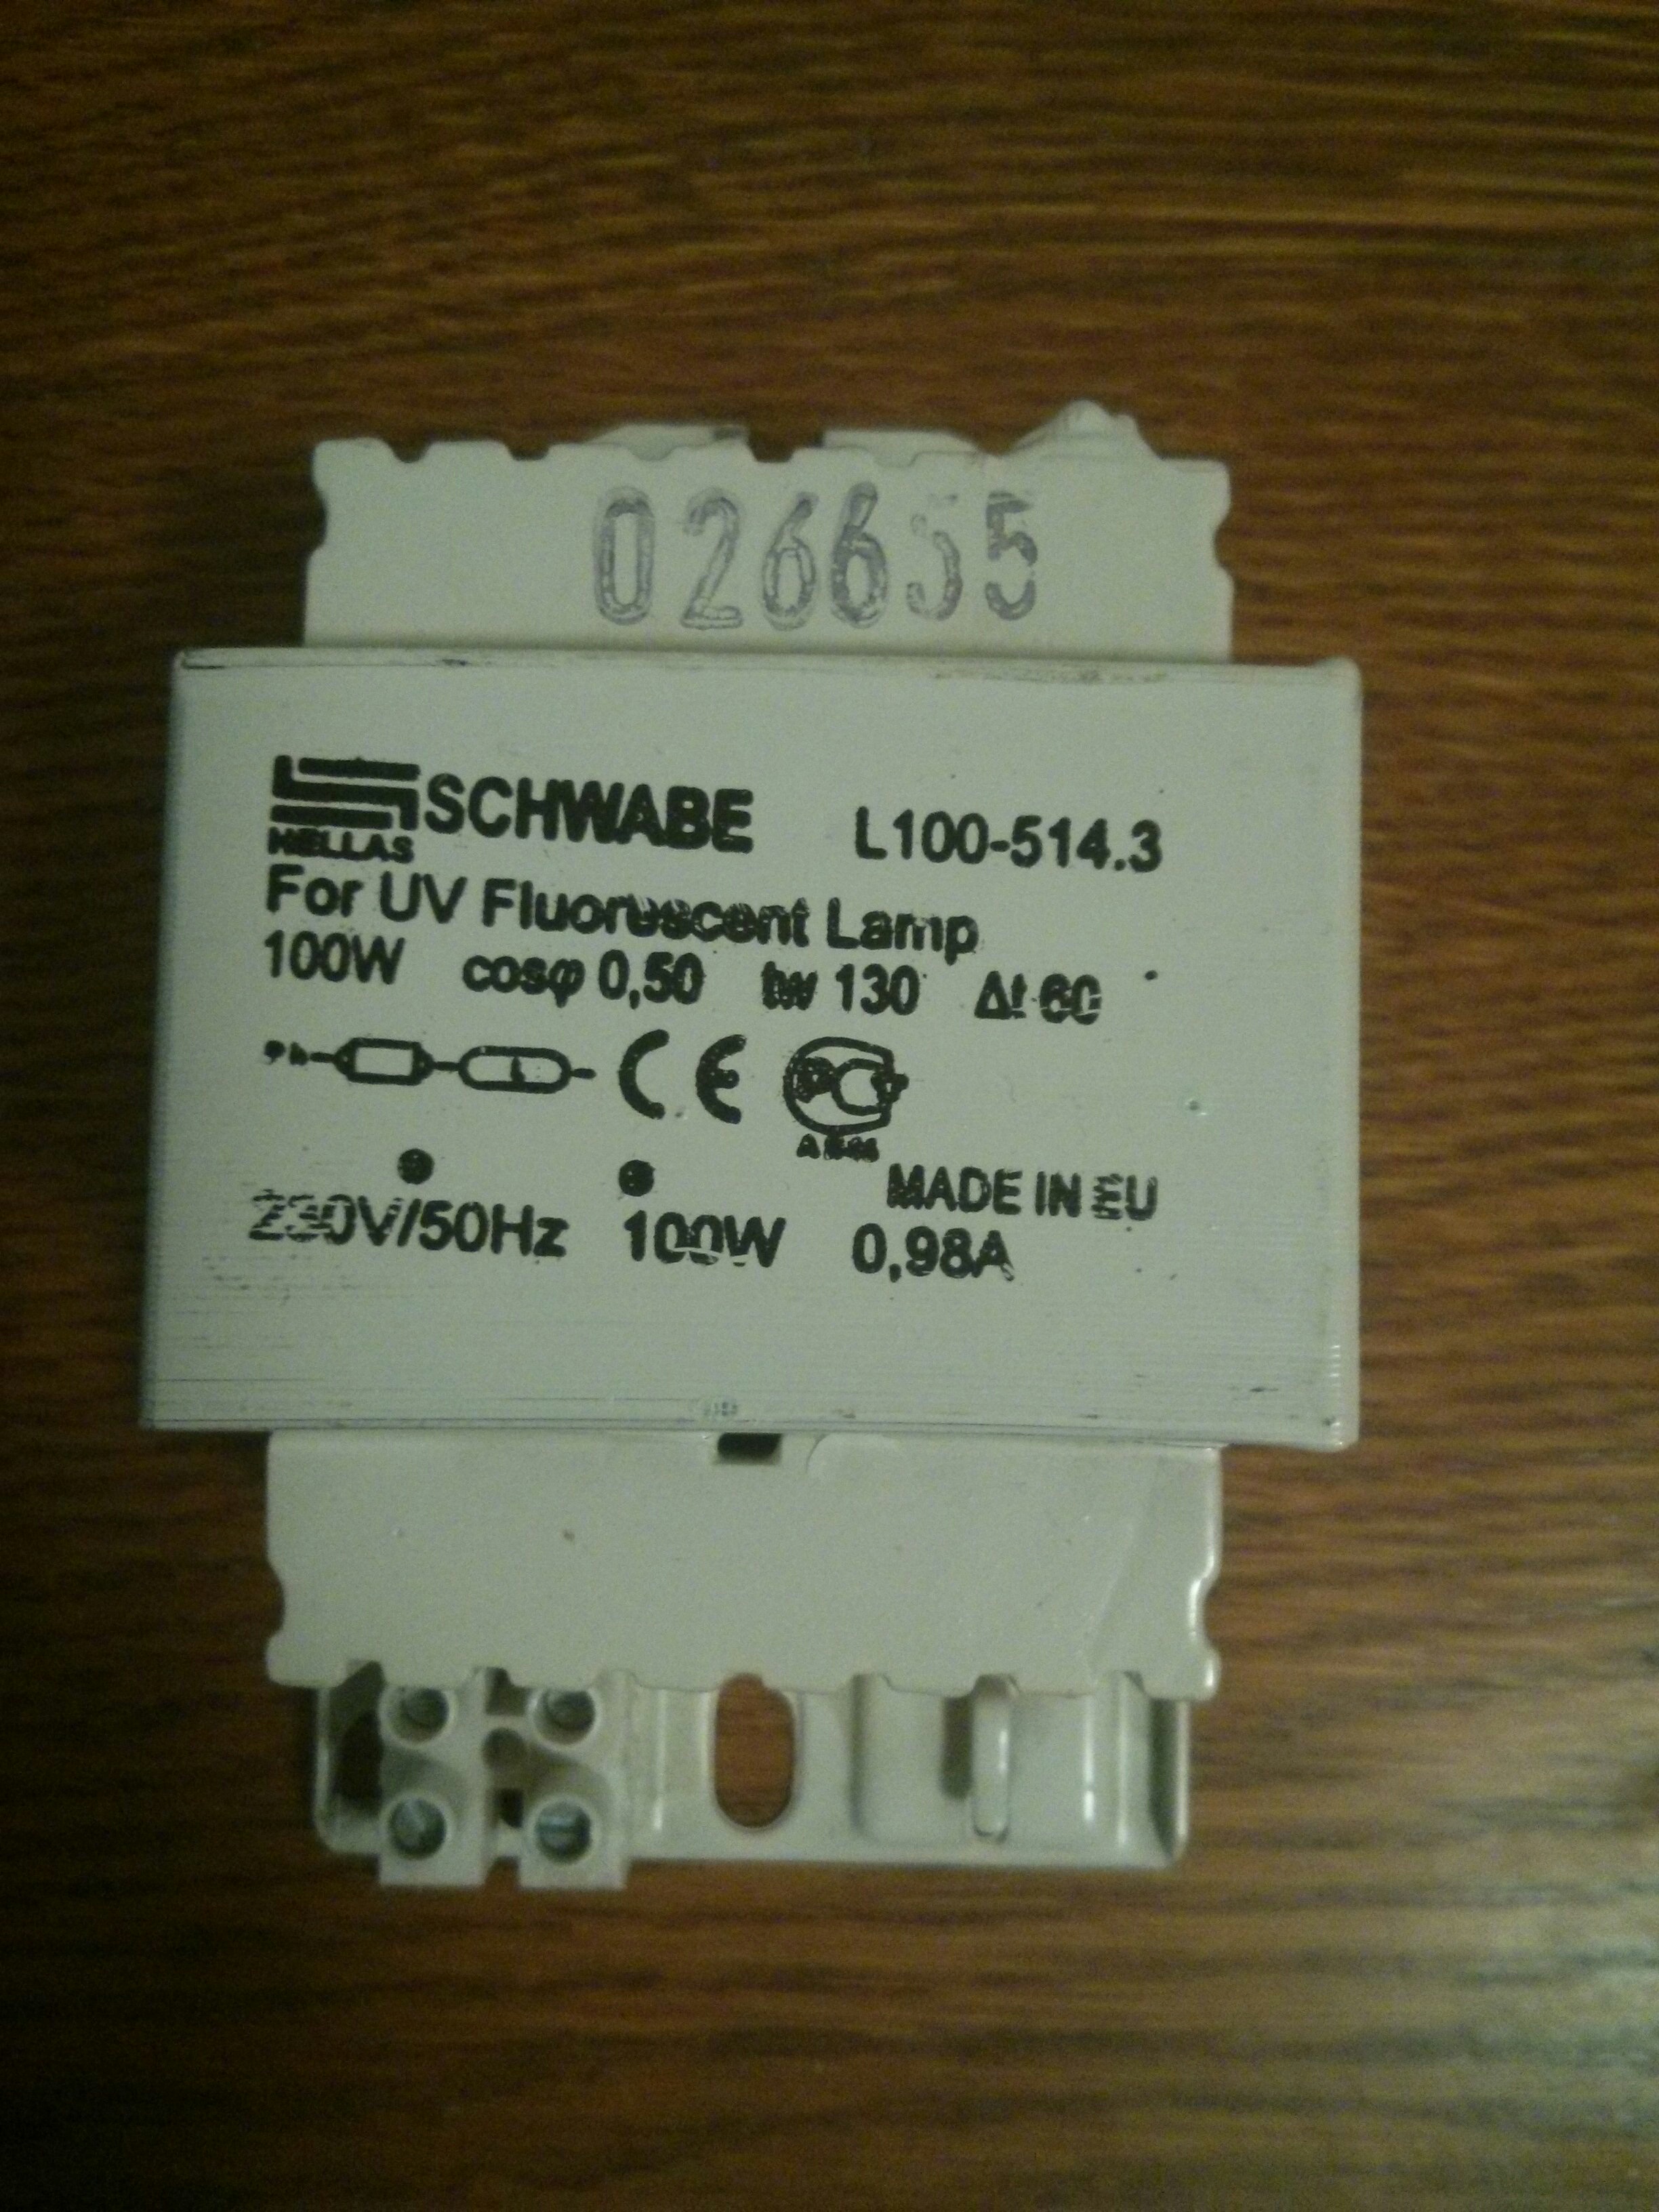 026655
SCHWABE L100-514.3
HELLAS
For UV Fluorescent Lamp
100W cosφ 0,50 tw 130 Δt 60
Ph
CE
MADE IN EU
230V/50Hz 100W 0,98A